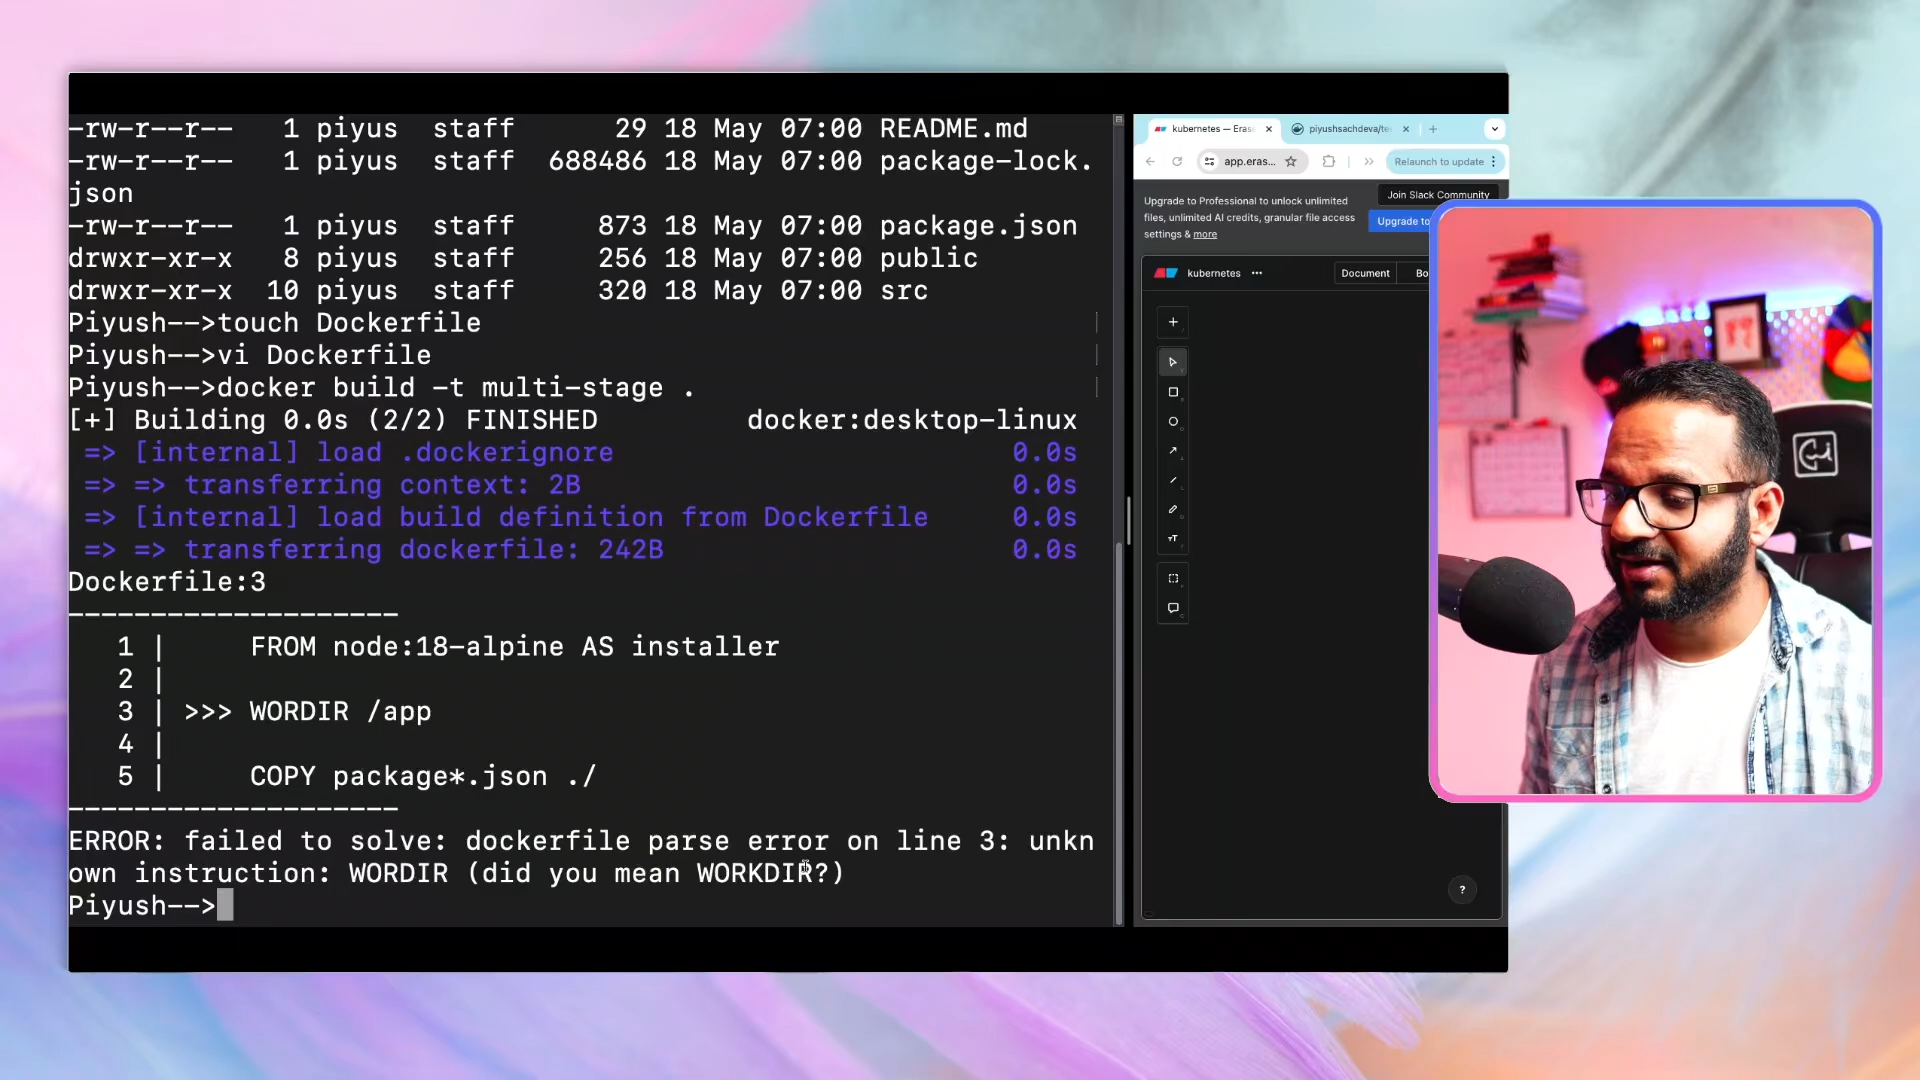 -rw-r--r--   1 piyus  staff      29 18 May 07:00 README.md
-rw-r--r--   1 piyus  staff  688486 18 May 07:00 package-lock.
json
-rw-r--r--   1 piyus  staff     873 18 May 07:00 package.json
drwxr-xr-x   8 piyus  staff     256 18 May 07:00 public
drwxr-xr-x  10 piyus  staff     320 18 May 07:00 src
Piyush-->touch Dockerfile
Piyush-->vi Dockerfile
Piyush-->docker build -t multi-stage .
[+] Building 0.0s (2/2) FINISHED         docker:desktop-linux
=> [internal] load .dockerignore 0.0s
=> => transferring context: 2B 0.0s
=> [internal] load build definition from Dockerfile 0.0s
=> => transferring dockerfile: 242B 0.0s
Dockerfile:3
--------------------
1 |     FROM node:18-alpine AS installer
2 |
3 | >>> WORDIR /app
4 |
5 |     COPY package*.json ./
--------------------
ERROR: failed to solve: dockerfile parse error on line 3: unkn
own instruction: WORDIR (did you mean WORKDIR?)
Piyush-->
kubernetes — Eras
piyushsachdeva/te
app.eras...
Relaunch to update
Join Slack Community
Upgrade to Professional to unlock unlimited
files, unlimited AI credits, granular file access
settings & more
Upgrade to
kubernetes ...
Document
Bo
?